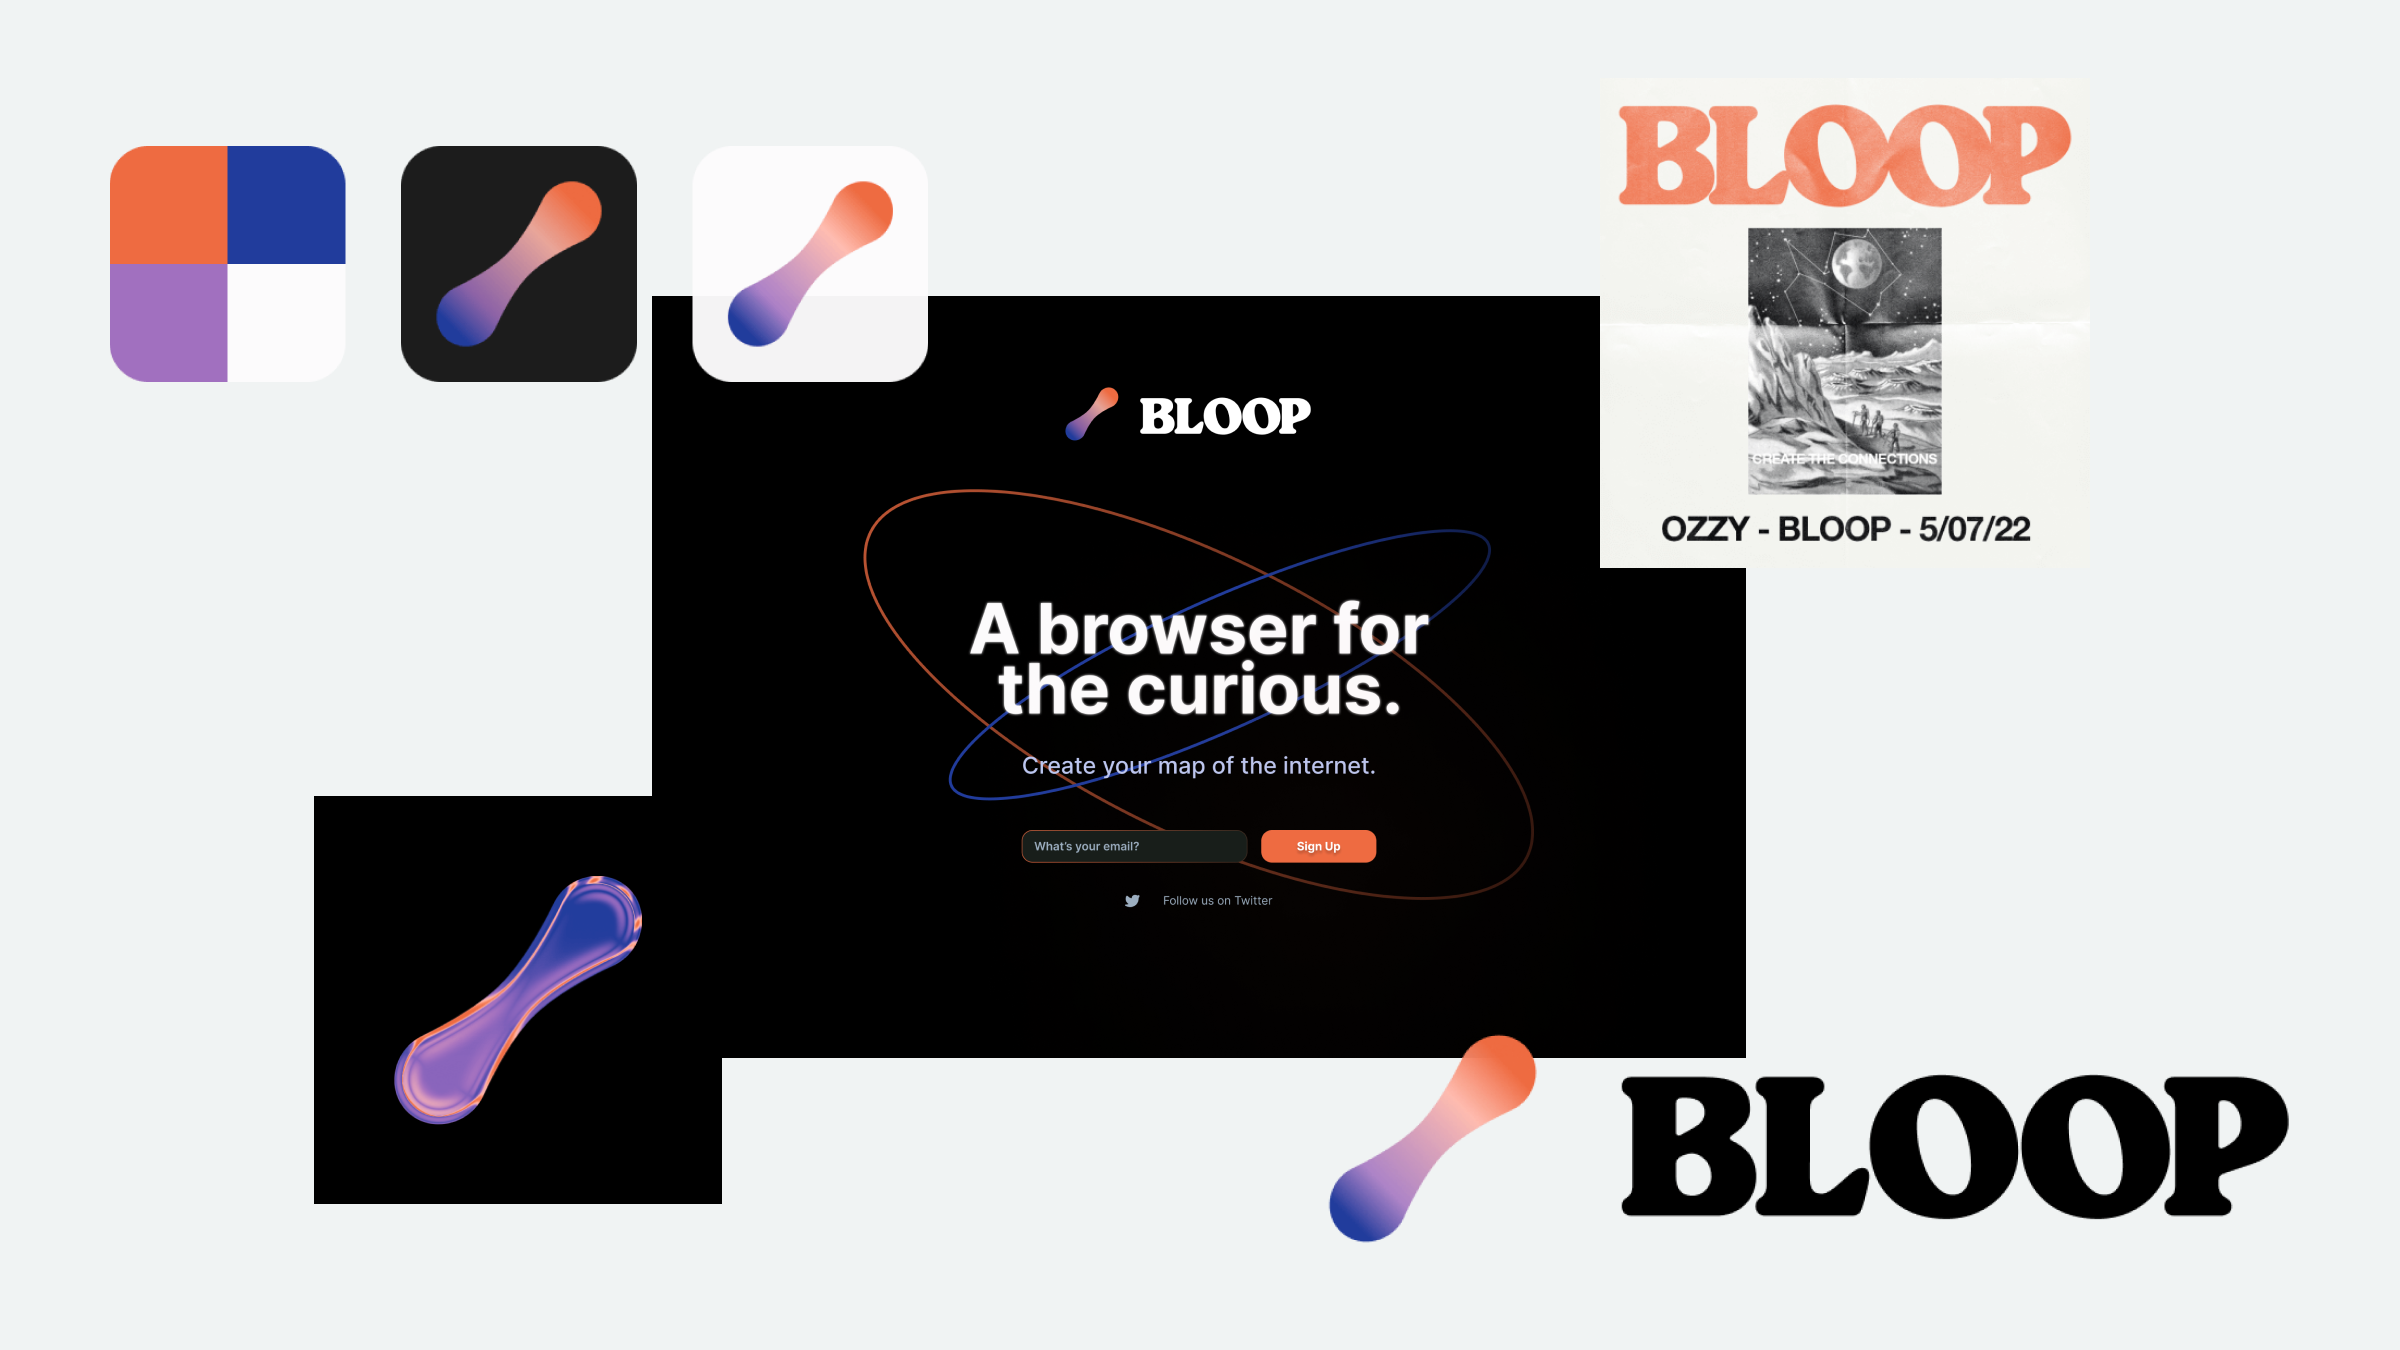 BLOOP
CREATE THE CONNECTIONS
OZZY - BLOOP - 5/07/22
BLOOP
A browser for
the curious.
Create your map of the internet.
What's your email?
Sign Up
Follow us on Twitter
BLOOP